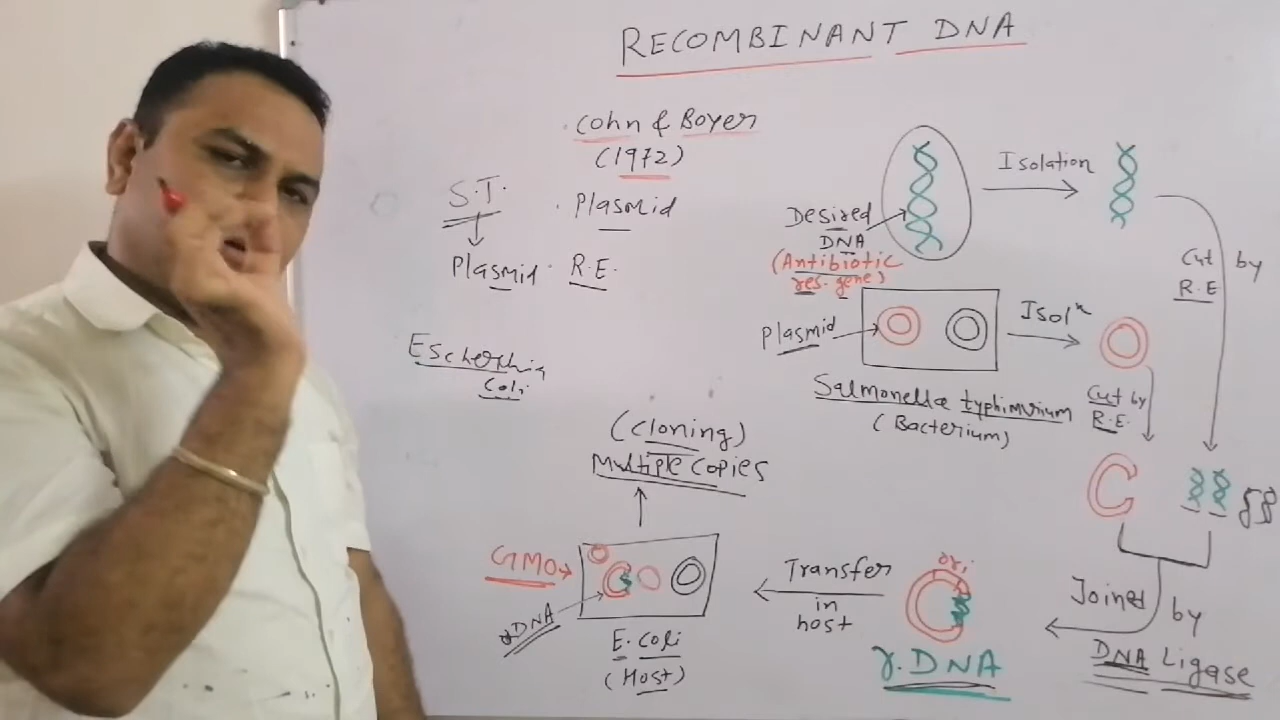 RECOMBINANT DNA
Cohn & Boyer
(1972)
S.T.
Plasmid
Plasmid
R.E.
Escherchia
Coli
Desired
DNA
(Antibiotic
res. gene)
Isolation
Cut by
R.E
Plasmid
Isolⁿ
Salmonella typhimurium
(Bacterium)
Cut by
R.E.
(Cloning)
Multiple Copies
GMO
rDNA
E. coli
(Host)
Transfer
in
host
ori
r.DNA
Joined by
DNA Ligase